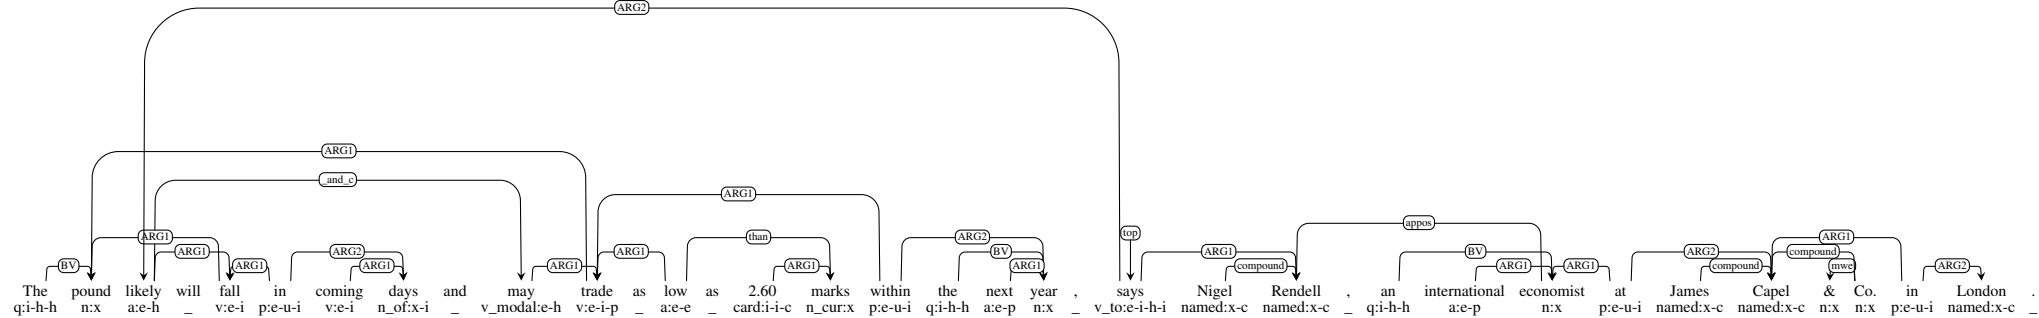 ARG2
ARG1
_and_c
ARG1
appos
top
ARG1 than ARG2 ARG1
ARG1 ARG2 ARG1 BV ARG1 BV ARG2 compound
BV ARG1 ARG1 ARG1 ARG1 ARG1 compound ARG1 ARG1 compound mwe ARG2
The pound likely will fall in coming days and may trade as low as 2.60 marks within the next year , says Nigel Rendell , an international economist at James Capel & Co. in London .
q:i-h-h n:x a:e-h _ v:e-i p:e-u-i v:e-i n_of:x-i _ v_modal:e-h v:e-i-p _ a:e-e _ card:i-i-c n_cur:x p:e-u-i q:i-h-h a:e-p n:x _ v_to:e-i-h-i named:x-c named:x-c _ q:i-h-h a:e-p n:x p:e-u-i named:x-c named:x-c n:x n:x p:e-u-i named:x-c _